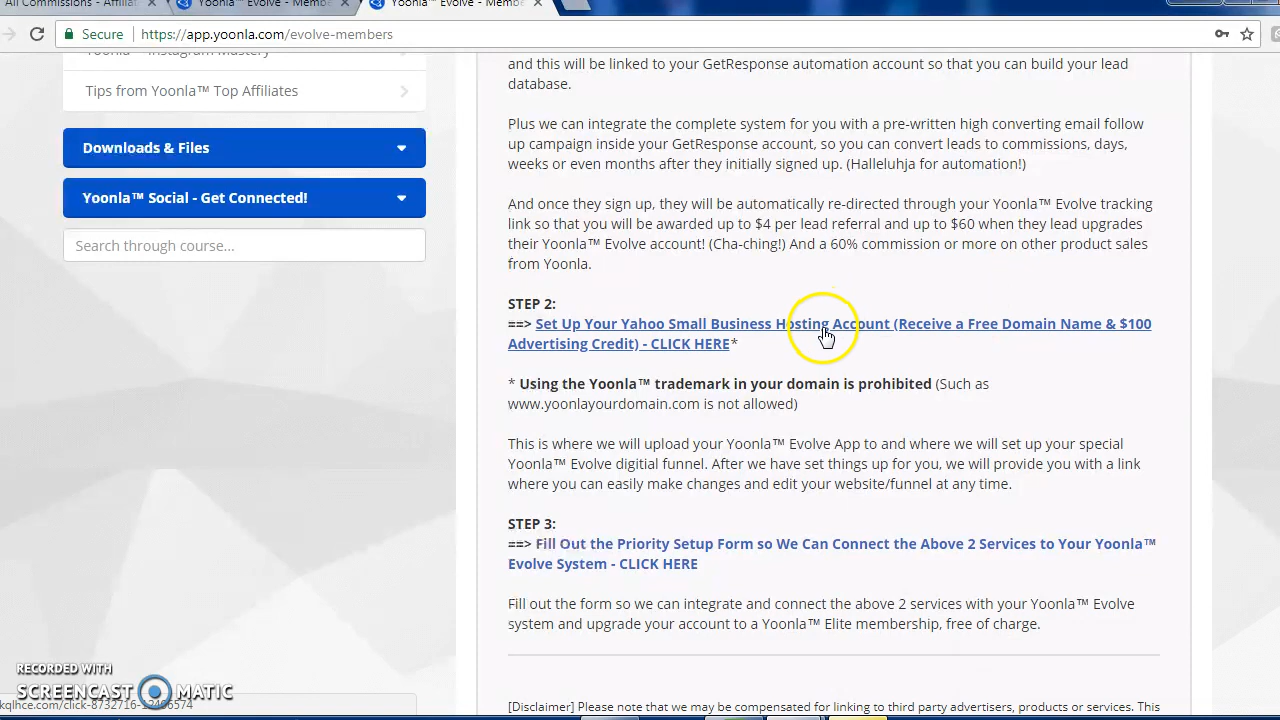 All Commissions - Affiliat
Yoonla™ Evolve - Membe
Yoonla™ Evolve - Membe
Secure
https://app.yoonla.com/evolve-members
Yoonla™ Instagram Mastery
Tips from Yoonla™ Top Affiliates
Downloads & Files
Yoonla™ Social - Get Connected!
Search through course...
and this will be linked to your GetResponse automation account so that you can build your lead
database.
Plus we can integrate the complete system for you with a pre-written high converting email follow
up campaign inside your GetResponse account, so you can convert leads to commissions, days,
weeks or even months after they initially signed up. (Halleluhja for automation!)
And once they sign up, they will be automatically re-directed through your Yoonla™ Evolve tracking
link so that you will be awarded up to $4 per lead referral and up to $60 when they lead upgrades
their Yoonla™ Evolve account! (Cha-ching!) And a 60% commission or more on other product sales
from Yoonla.
STEP 2:
==> Set Up Your Yahoo Small Business Hosting Account (Receive a Free Domain Name & $100
Advertising Credit) - CLICK HERE*
* Using the Yoonla™ trademark in your domain is prohibited (Such as
www.yoonlayourdomain.com is not allowed)
This is where we will upload your Yoonla™ Evolve App to and where we will set up your special
Yoonla™ Evolve digitial funnel. After we have set things up for you, we will provide you with a link
where you can easily make changes and edit your website/funnel at any time.
STEP 3:
==> Fill Out the Priority Setup Form so We Can Connect the Above 2 Services to Your Yoonla™
Evolve System - CLICK HERE
Fill out the form so we can integrate and connect the above 2 services with your Yoonla™ Evolve
system and upgrade your account to a Yoonla™ Elite membership, free of charge.
[Disclaimer] Please note that we may be compensated for linking to third party advertisers, products or services. This
RECORDED WITH
SCREENCAST MATIC